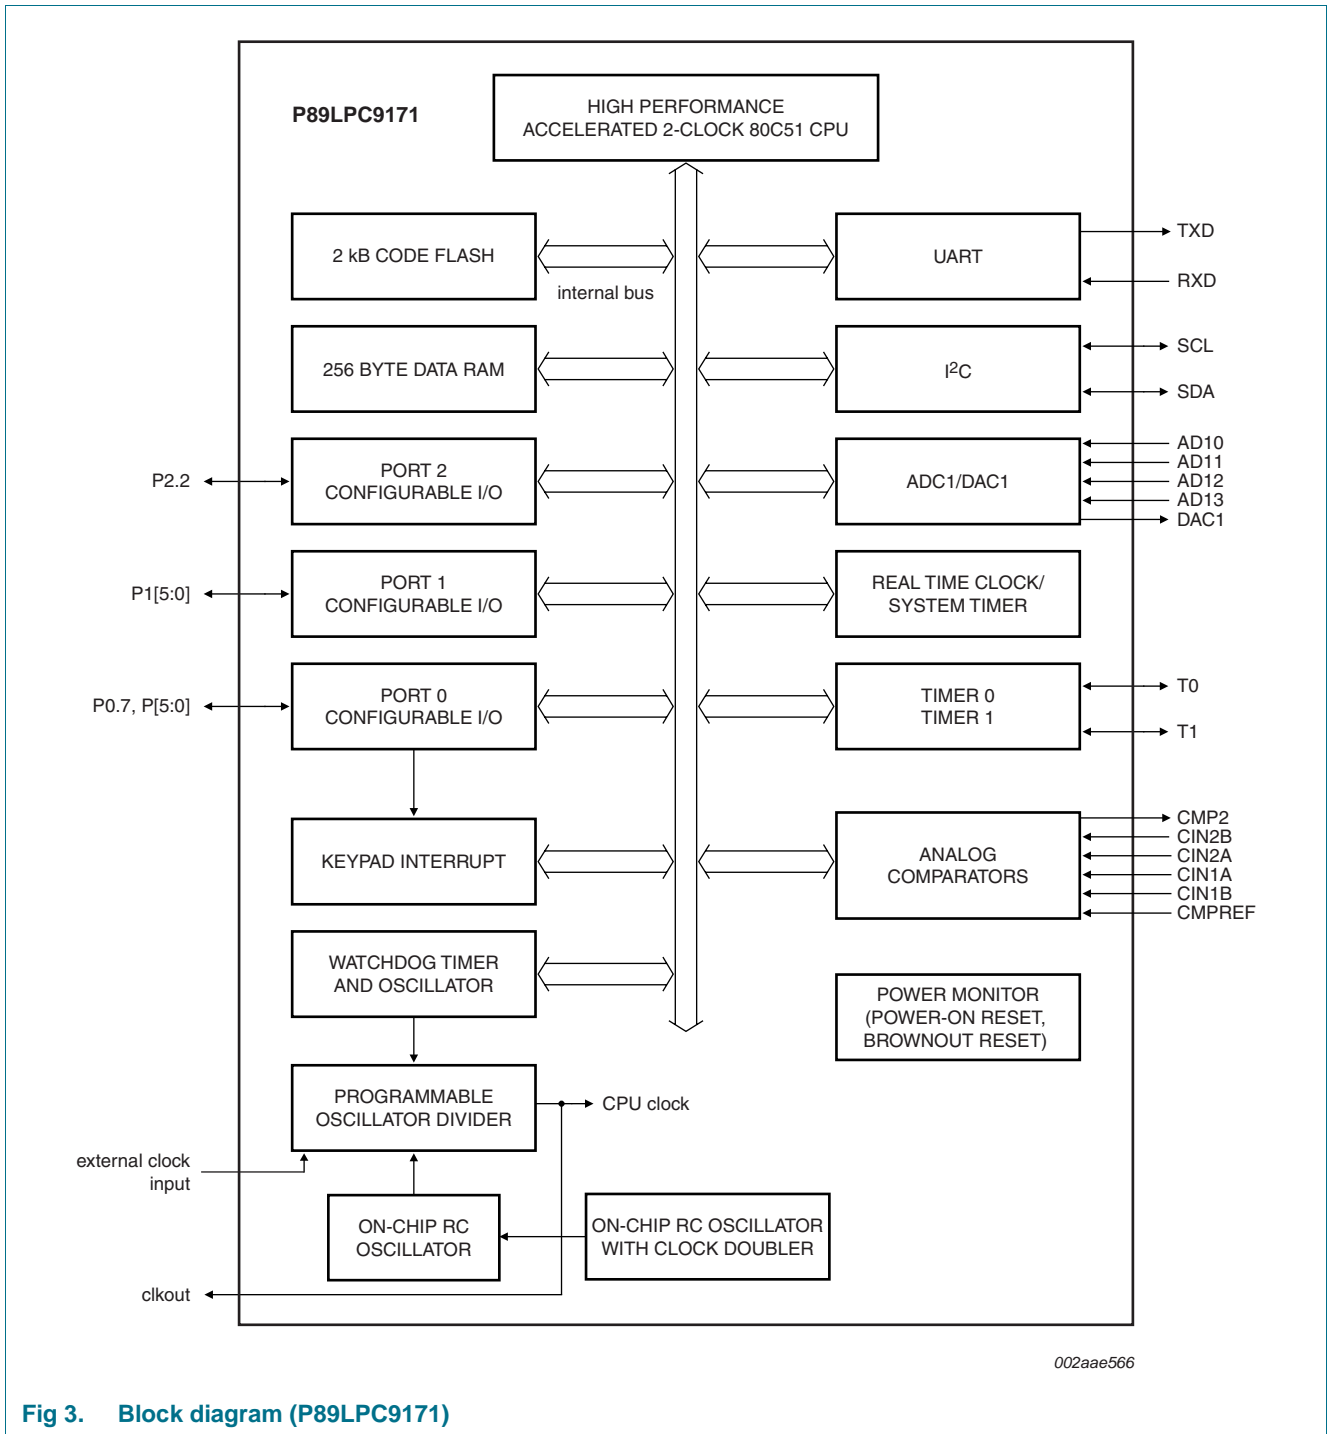 P89LPC9171
HIGH PERFORMANCE
ACCELERATED 2-CLOCK 80C51 CPU
2 kB CODE FLASH
internal bus
UART
TXD
RXD
256 BYTE DATA RAM
I²C
SCL
SDA
P2.2
PORT 2
CONFIGURABLE I/O
ADC1/DAC1
AD10
AD11
AD12
AD13
DAC1
P1[5:0]
PORT 1
CONFIGURABLE I/O
REAL TIME CLOCK/
SYSTEM TIMER
P0.7, P[5:0]
PORT 0
CONFIGURABLE I/O
TIMER 0
TIMER 1
T0
T1
KEYPAD INTERRUPT
ANALOG
COMPARATORS
CMP2
CIN2B
CIN2A
CIN1A
CIN1B
CMPREF
WATCHDOG TIMER
AND OSCILLATOR
POWER MONITOR
(POWER-ON RESET,
BROWNOUT RESET)
PROGRAMMABLE
OSCILLATOR DIVIDER
CPU clock
external clock
input
ON-CHIP RC
OSCILLATOR
ON-CHIP RC OSCILLATOR
WITH CLOCK DOUBLER
clkout
002aae566
Fig 3. Block diagram (P89LPC9171)